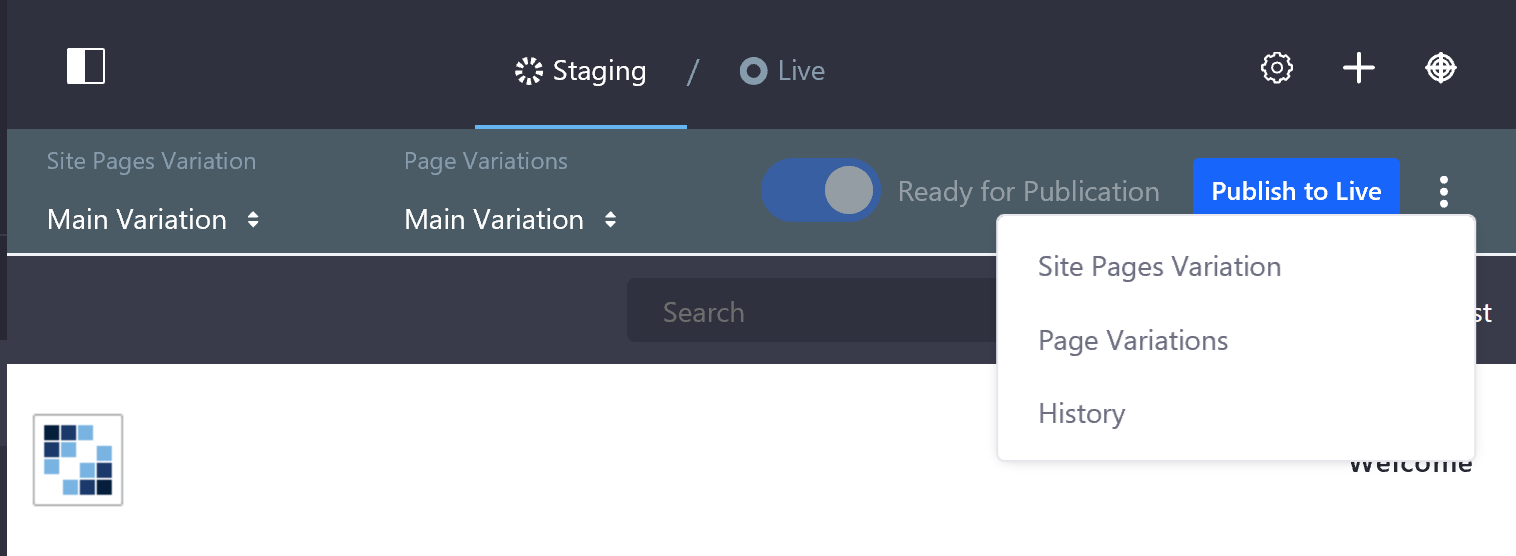 Staging / Live
Site Pages Variation
Page Variations
Main Variation
Main Variation
Ready for Publication
Publish to Live
Site Pages Variation
Page Variations
History
Search
st
Welcome